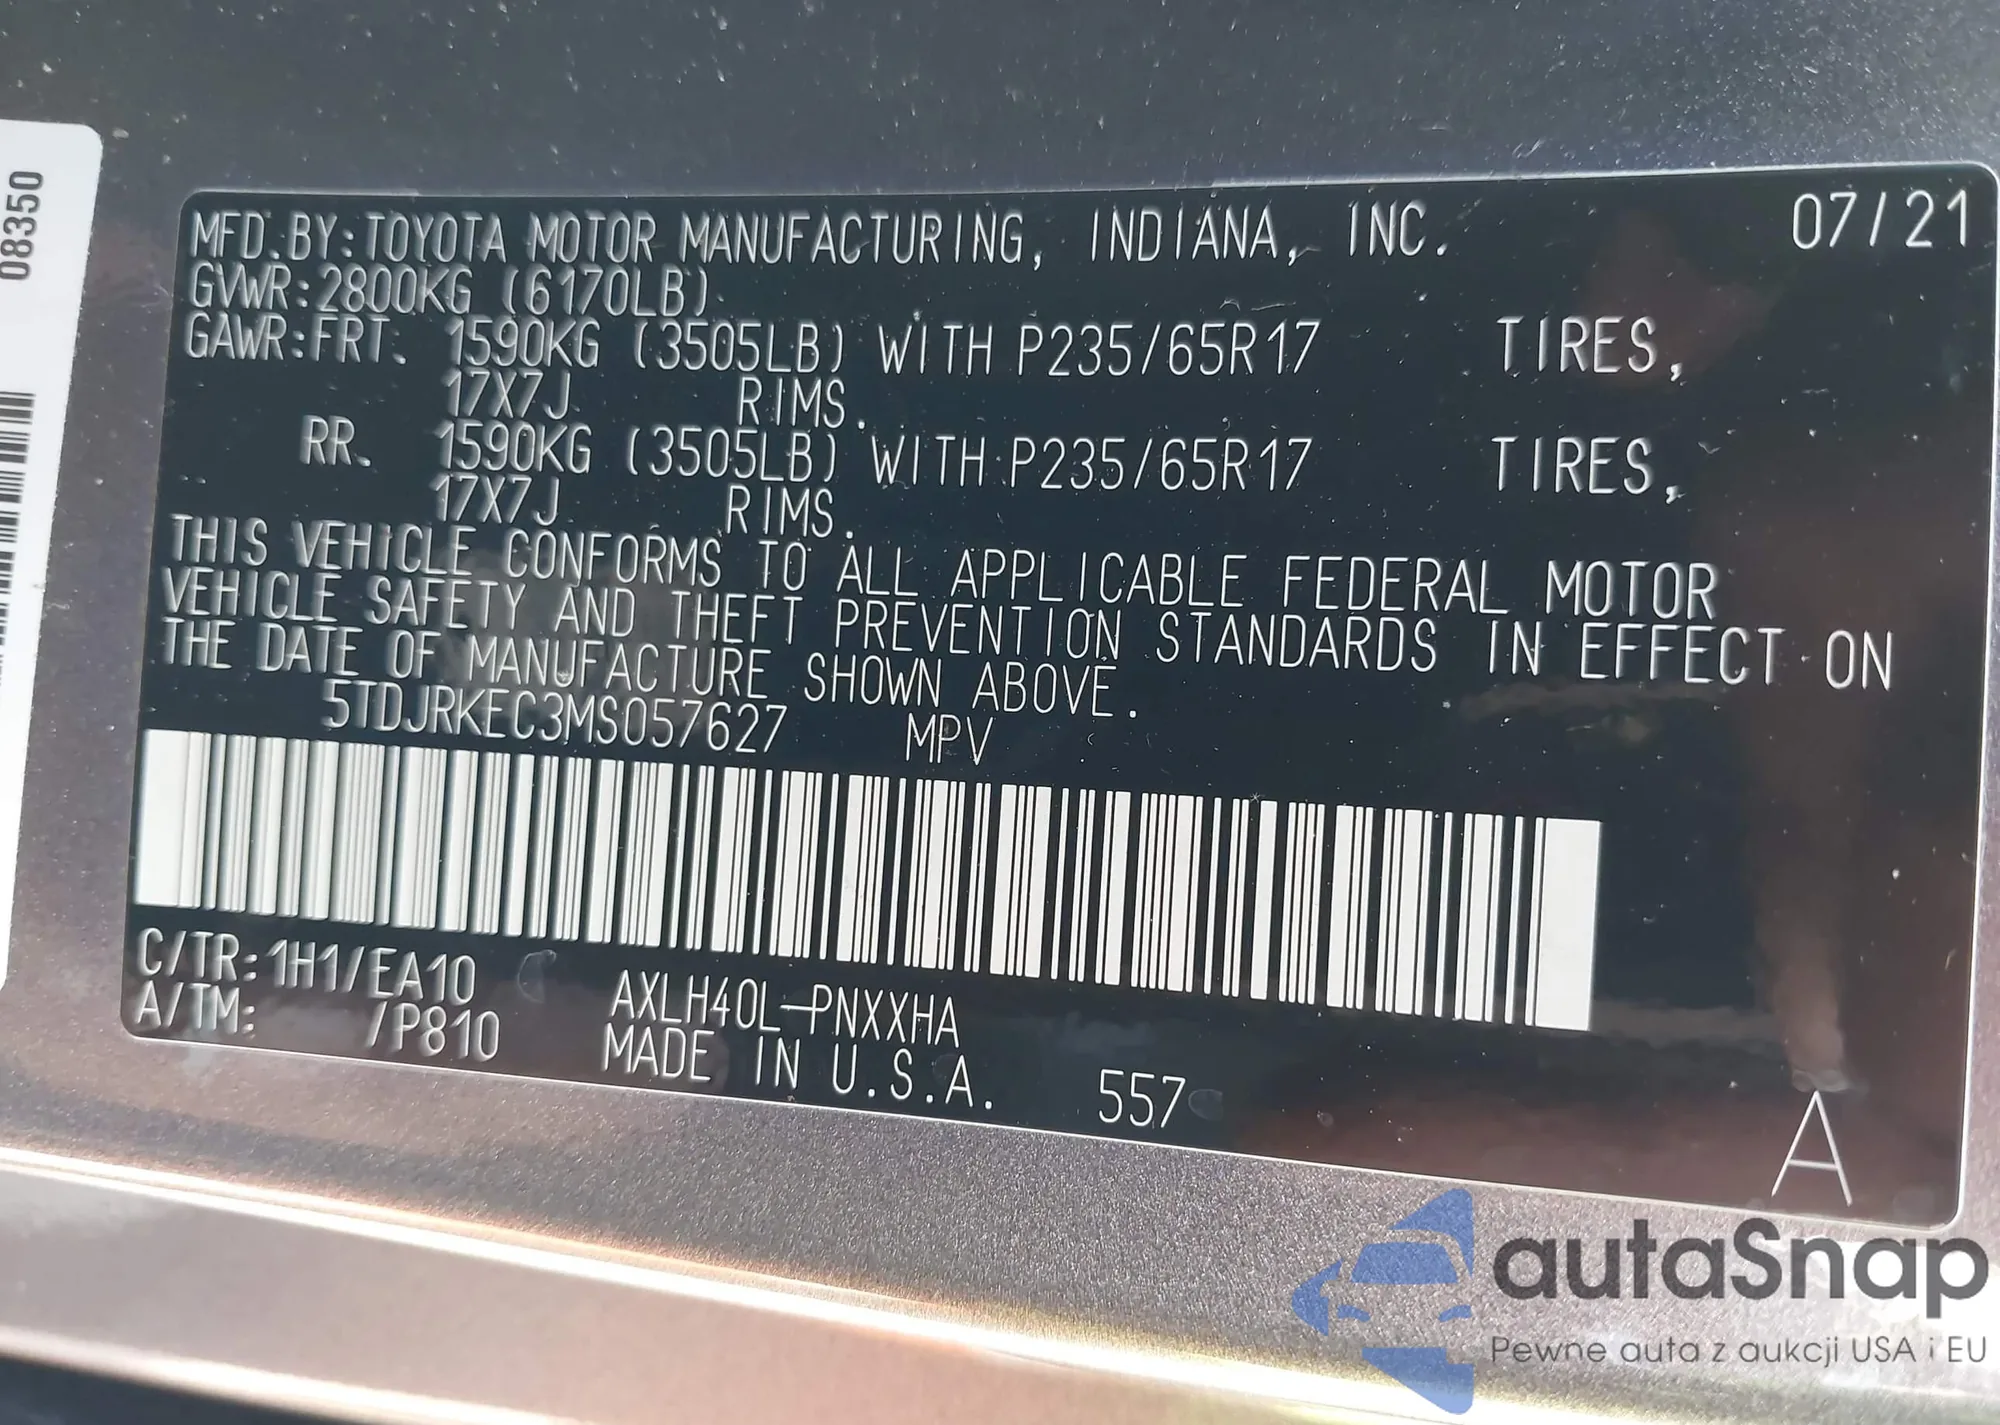 08350
MFD.BY:TOYOTA MOTOR MANUFACTURING, INDIANA, INC. 07/21
GVWR:2800KG (6170LB)
GAWR:FRT. 1590KG (3505LB) WITH P235/65R17 TIRES,
17X7J RIMS.
RR. 1590KG (3505LB) WITH P235/65R17 TIRES,
17X7J RIMS.
THIS VEHICLE CONFORMS TO ALL APPLICABLE FEDERAL MOTOR
VEHICLE SAFETY AND THEFT PREVENTION STANDARDS IN EFFECT ON
THE DATE OF MANUFACTURE SHOWN ABOVE.
5TDJRKEC3MS057627 MPV
C/TR:1H1/EA10 AXLH40L-PNXXHA
A/TM: /P810 MADE IN U.S.A. 557
A
autaSnap
Pewne auta z aukcji USA i EU